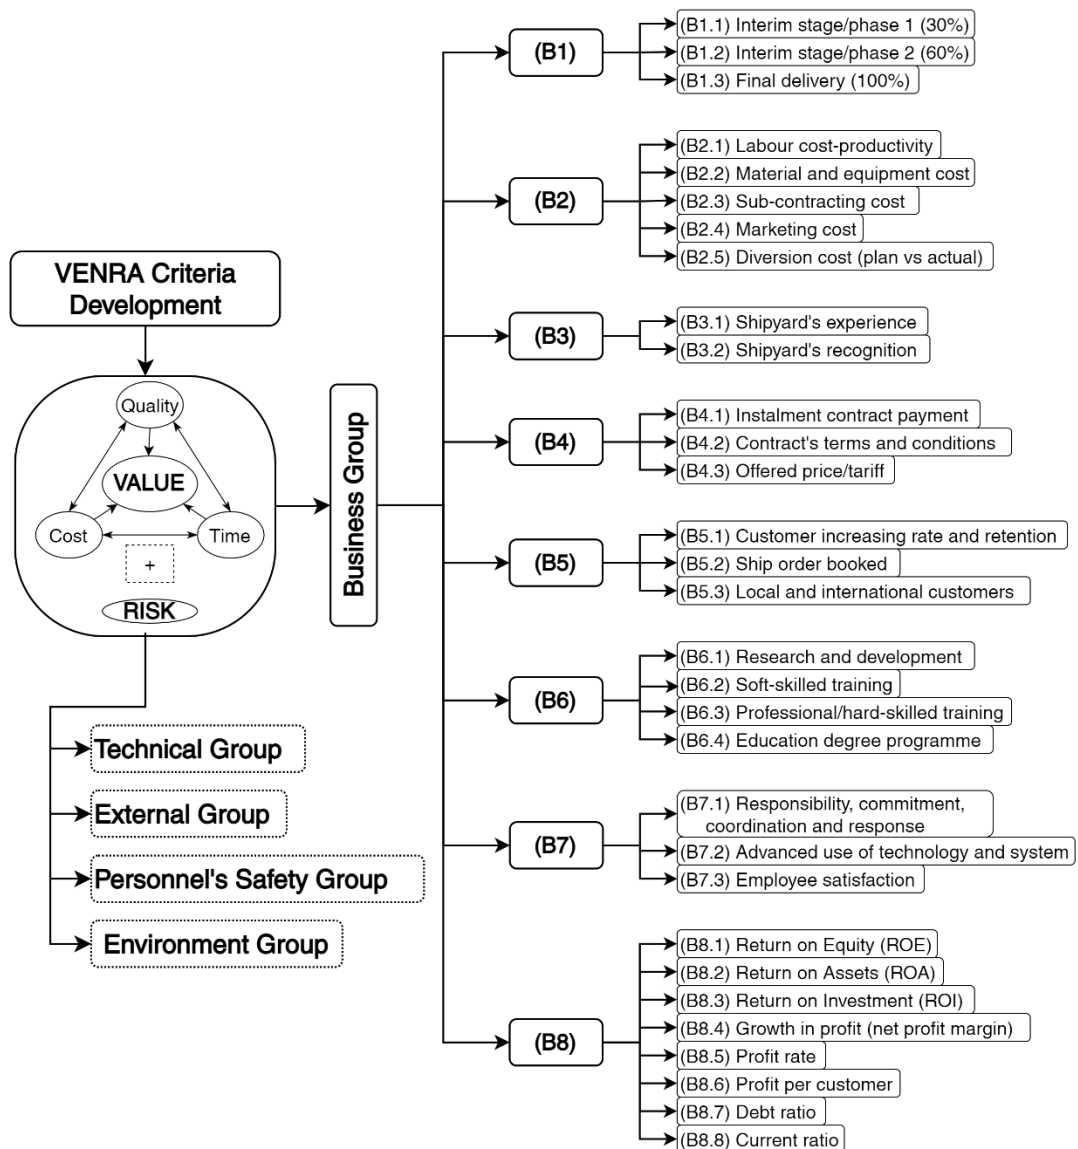 VENRA Criteria
Development
Quality
VALUE
Cost
Time
+
RISK
Technical Group
External Group
Personnel's Safety Group
Environment Group
Business Group
(B1)
(B1.1) Interim stage/phase 1 (30%)
(B1.2) Interim stage/phase 2 (60%)
(B1.3) Final delivery (100%)
(B2)
(B2.1) Labour cost-productivity
(B2.2) Material and equipment cost
(B2.3) Sub-contracting cost
(B2.4) Marketing cost
(B2.5) Diversion cost (plan vs actual)
(B3)
(B3.1) Shipyard's experience
(B3.2) Shipyard's recognition
(B4)
(B4.1) Instalment contract payment
(B4.2) Contract's terms and conditions
(B4.3) Offered price/tariff
(B5)
(B5.1) Customer increasing rate and retention
(B5.2) Ship order booked
(B5.3) Local and international customers
(B6)
(B6.1) Research and development
(B6.2) Soft-skilled training
(B6.3) Professional/hard-skilled training
(B6.4) Education degree programme
(B7)
(B7.1) Responsibility, commitment,
coordination and response
(B7.2) Advanced use of technology and system
(B7.3) Employee satisfaction
(B8)
(B8.1) Return on Equity (ROE)
(B8.2) Return on Assets (ROA)
(B8.3) Return on Investment (ROI)
(B8.4) Growth in profit (net profit margin)
(B8.5) Profit rate
(B8.6) Profit per customer
(B8.7) Debt ratio
(B8.8) Current ratio